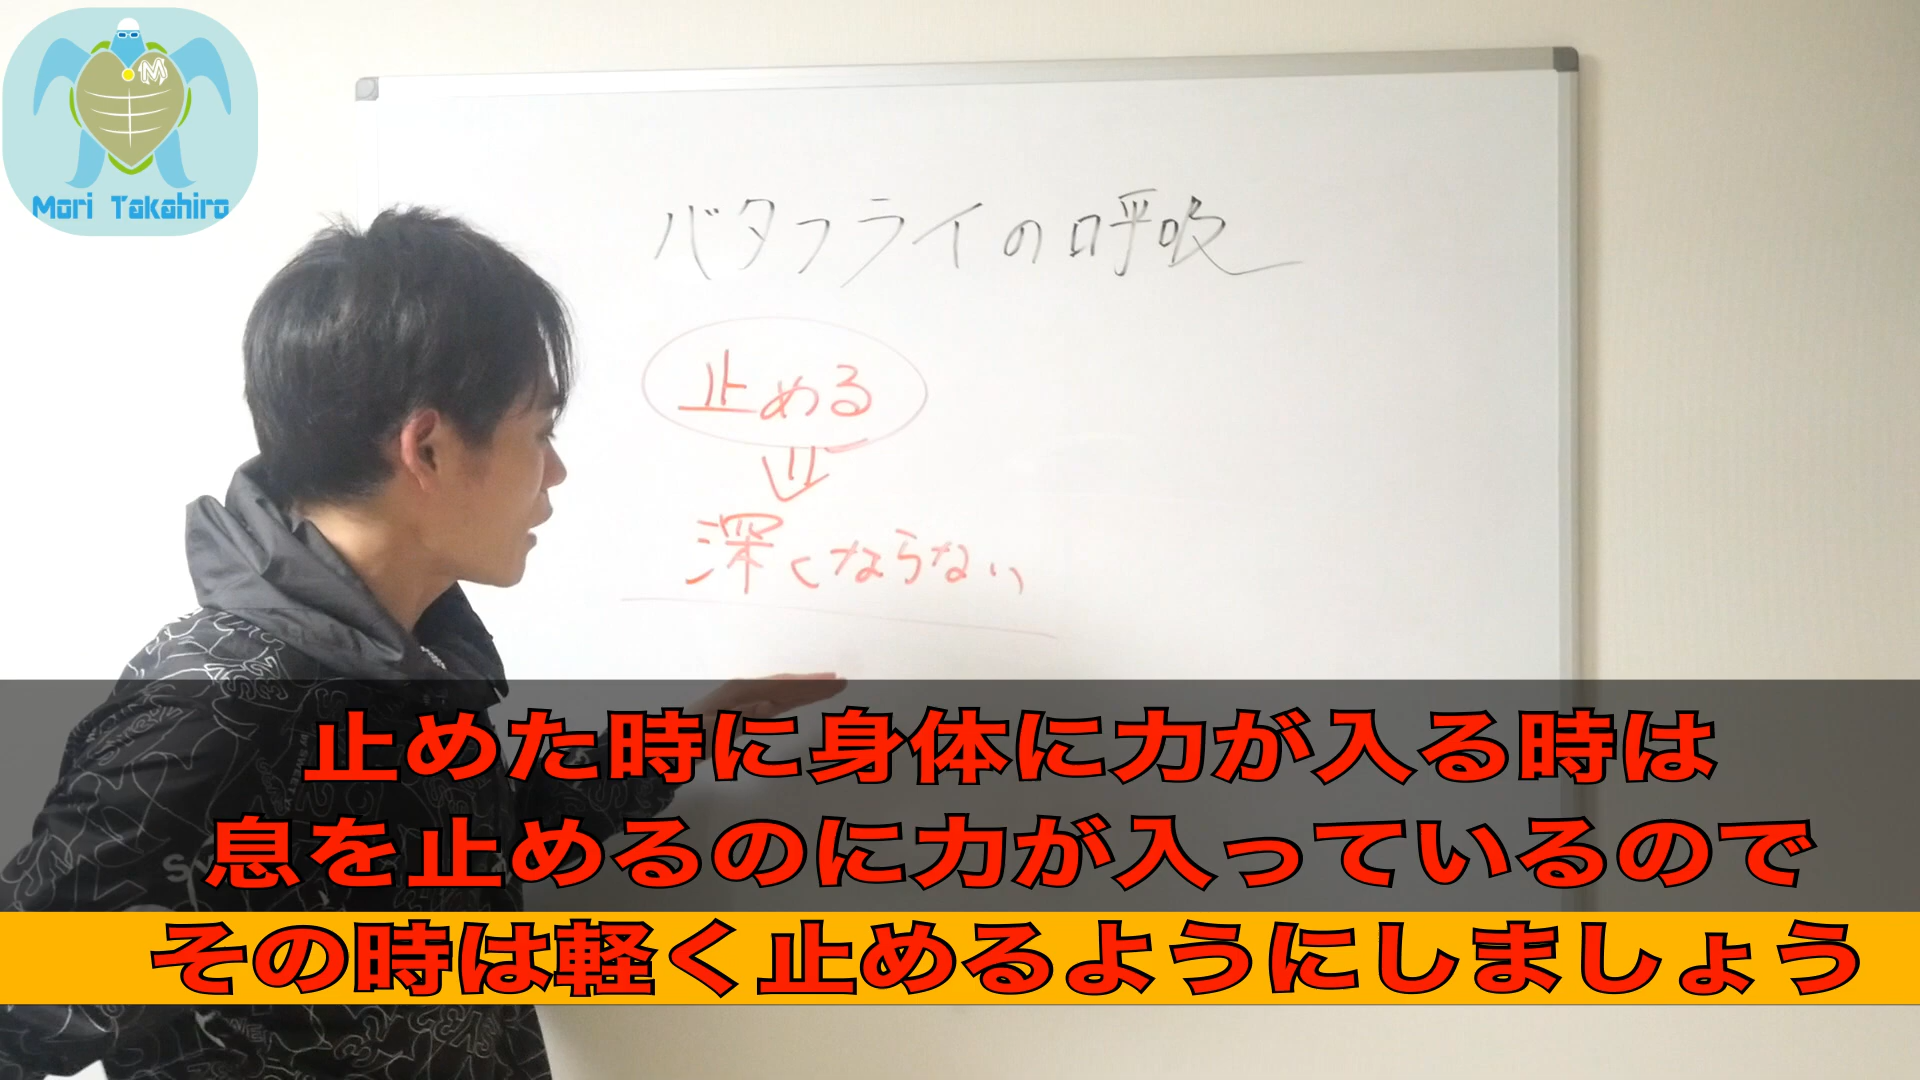 M
Mori Takahiro
バタフライの呼吸
止める
深くならない
止めた時に身体に力が入る時は
息を止めるのに力が入っているので
その時は軽く止めるようにしましょう